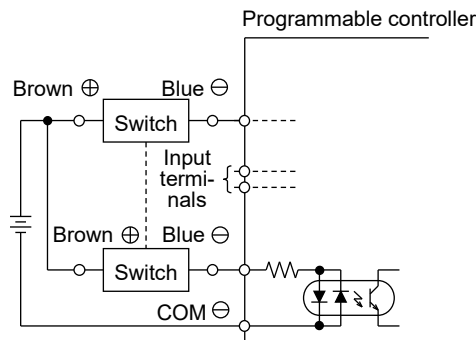 Programmable controller
Brown ⊕ Blue ⊖
Switch
Input
termi-
nals
Brown ⊕ Blue ⊖
Switch
COM ⊖